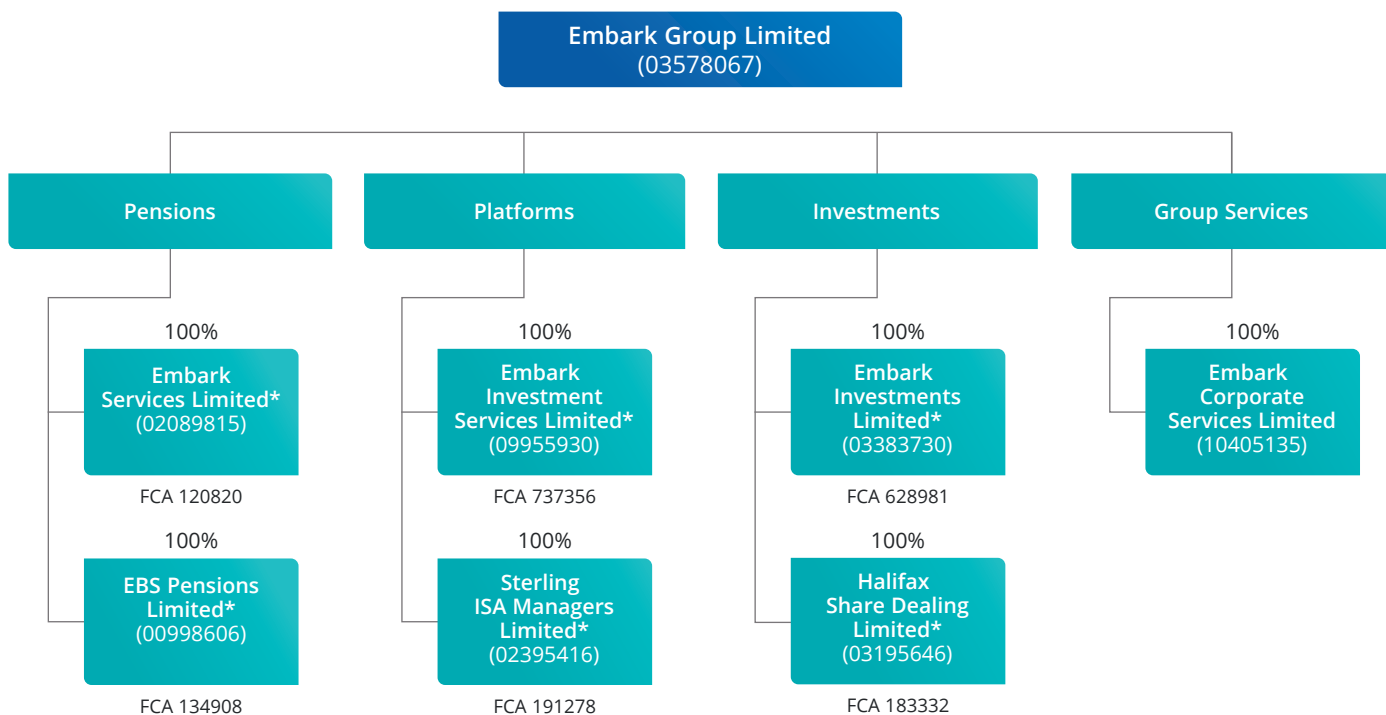 Embark Group Limited
(03578067)
Pensions
Platforms
Investments
Group Services
100%
Embark
Services Limited*
(02089815)
FCA 120820
100%
EBS Pensions
Limited*
(00998606)
FCA 134908
100%
Embark
Investment
Services Limited*
(09955930)
FCA 737356
100%
Sterling
ISA Managers
Limited*
(02395416)
FCA 191278
100%
Embark
Investments
Limited*
(03383730)
FCA 628981
100%
Halifax
Share Dealing
Limited*
(03195646)
FCA 183332
100%
Embark
Corporate
Services Limited
(10405135)